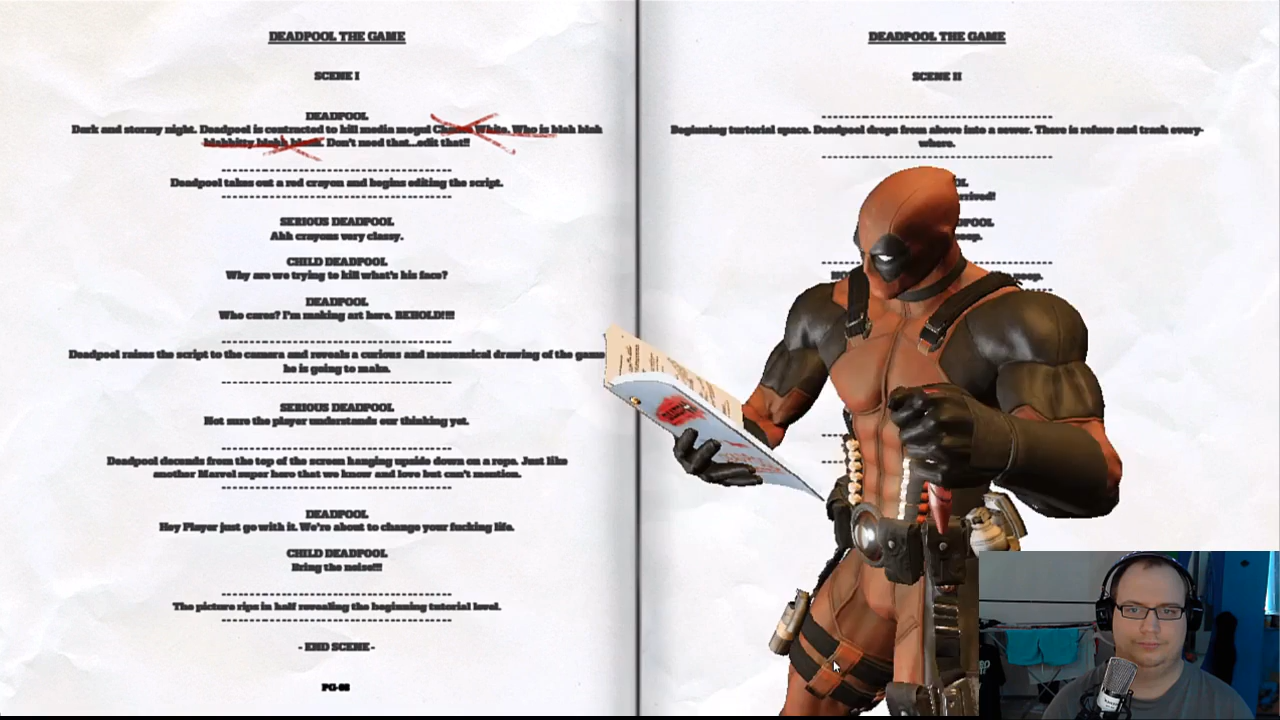 DEADPOOL THE GAME
SCENE I
DEADPOOL
Dark and stormy night. Deadpool is contracted to kill media mogul White. Who is blah blah
blah blah. Don't need that...edit that!!
Deadpool takes out a red crayon and begins editing the script.
SERIOUS DEADPOOL
Ahh crayons very classy.
CHILD DEADPOOL
Why are we trying to kill what's his face?
DEADPOOL
Who cares? I'm making art here. BEHOLD!!!!
Deadpool raises the script to the camera and reveals a curious and nonsensical drawing of the game
he is going to make.
SERIOUS DEADPOOL
Not sure the player understands our thinking yet.
Deadpool decends from the top of the screen hanging upside down on a rope. Just like
another Marvel super hero that we know and love but can't mention.
DEADPOOL
Hey Player just go with it. We're about to change your fucking life.
CHILD DEADPOOL
Bring the noise!!!
The picture rips in half revealing the beginning tutorial level.
- END SCENE -
DEADPOOL THE GAME
SCENE II
Beginning turtorial space. Deadpool drops from above into a sewer. There is refuse and trash every-
where.